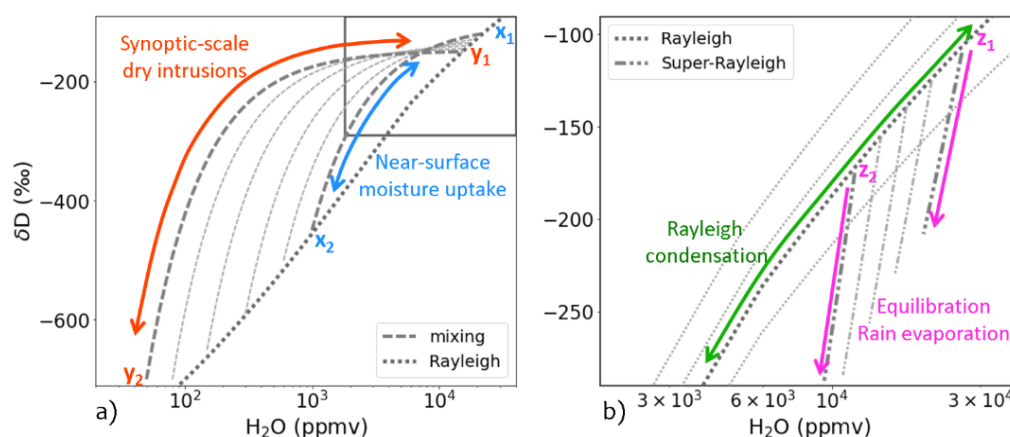 Synoptic-scale
dry intrusions
x₁
y₁
Near-surface
moisture uptake
x₂
y₂
mixing
Rayleigh
−200
−400
−600
δD (‰)
10²
10³
10⁴
a)
H₂O (ppmv)
Rayleigh
Super-Rayleigh
z₁
z₂
Rayleigh
condensation
Equilibration
Rain evaporation
−100
−150
−200
−250
3 × 10³
6 × 10³
10⁴
3 × 10⁴
b)
H₂O (ppmv)